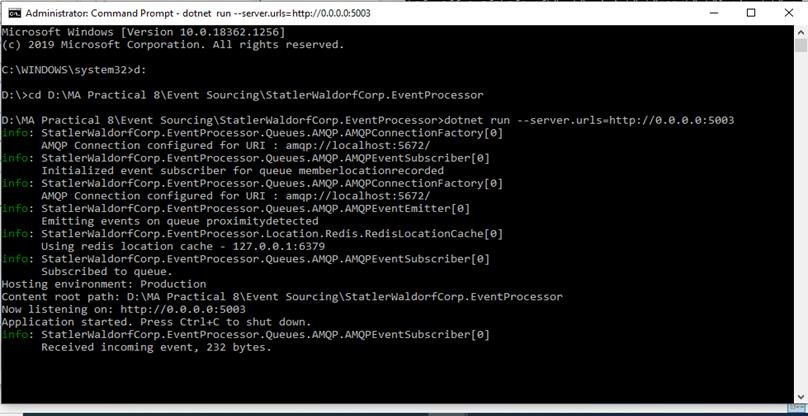 Administrator: Command Prompt - dotnet run --server.urls=http://0.0.0.0:5003
Microsoft Windows [Version 10.0.18362.1256]
(c) 2019 Microsoft Corporation. All rights reserved.
C:\WINDOWS\system32>d:
D:\>cd D:\MA Practical 8\Event Sourcing\StatlerWaldorfCorp.EventProcessor
D:\MA Practical 8\Event Sourcing\StatlerWaldorfCorp.EventProcessor>dotnet run --server.urls=http://0.0.0.0:5003
info: StatlerWaldorfCorp.EventProcessor.Queues.AMQP.AMQPConnectionFactory[0]
AMQP Connection configured for URI : amqp://localhost:5672/
info: StatlerWaldorfCorp.EventProcessor.Queues.AMQP.AMQPEventSubscriber[0]
Initialized event subscriber for queue memberlocationrecorded
info: StatlerWaldorfCorp.EventProcessor.Queues.AMQP.AMQPConnectionFactory[0]
AMQP Connection configured for URI : amqp://localhost:5672/
info: StatlerWaldorfCorp.EventProcessor.Queues.AMQP.AMQPEventEmitter[0]
Emitting events on queue proximitydetected
info: StatlerWaldorfCorp.EventProcessor.Location.Redis.RedisLocationCache[0]
Using redis location cache - 127.0.0.1:6379
info: StatlerWaldorfCorp.EventProcessor.Queues.AMQP.AMQPEventSubscriber[0]
Subscribed to queue.
Hosting environment: Production
Content root path: D:\MA Practical 8\Event Sourcing\StatlerWaldorfCorp.EventProcessor
Now listening on: http://0.0.0.0:5003
Application started. Press Ctrl+C to shut down.
info: StatlerWaldorfCorp.EventProcessor.Queues.AMQP.AMQPEventSubscriber[0]
Received incoming event, 232 bytes.